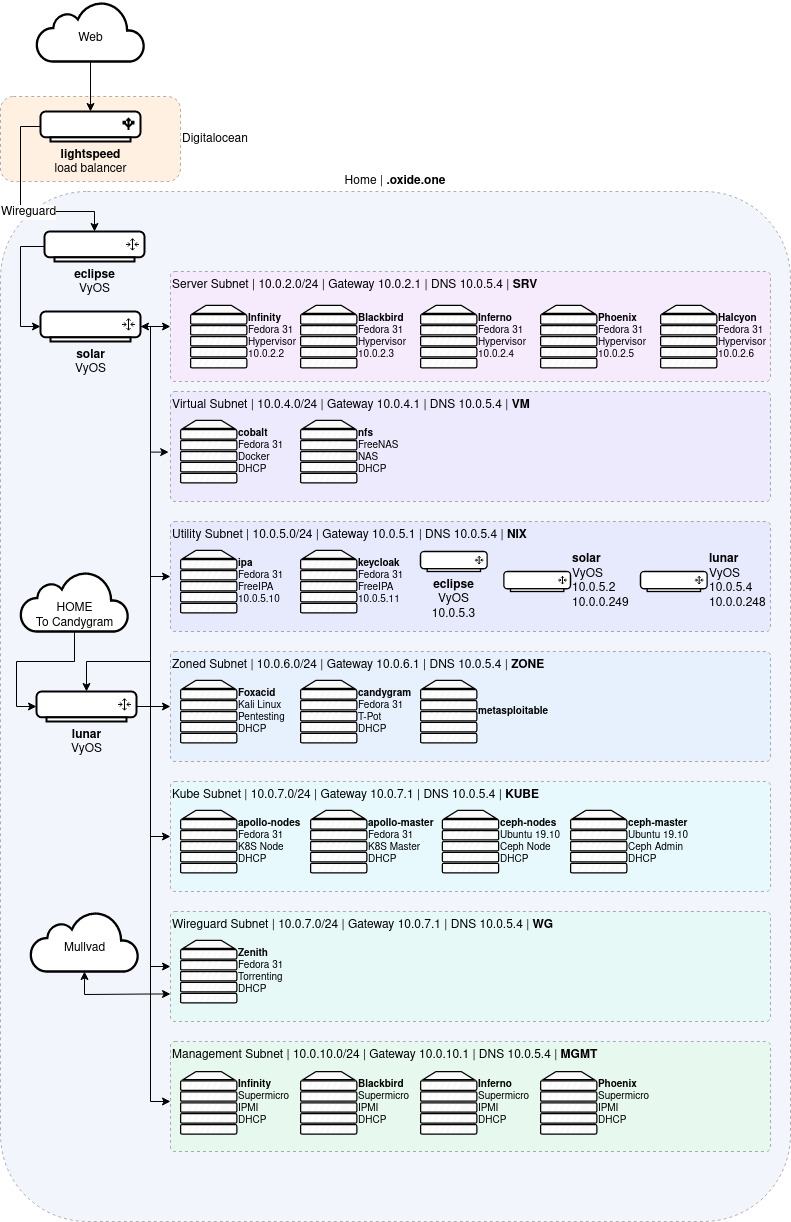 Web
Digitalocean
lightspeed
load balancer
Home | .oxide.one
Wireguard
eclipse
VyOS
solar
VyOS
Server Subnet | 10.0.2.0/24 | Gateway 10.0.2.1 | DNS 10.0.5.4 | SRV
Infinity
Fedora 31
Hypervisor
10.0.2.2
Blackbird
Fedora 31
Hypervisor
10.0.2.3
Inferno
Fedora 31
Hypervisor
10.0.2.4
Phoenix
Fedora 31
Hypervisor
10.0.2.5
Halcyon
Fedora 31
Hypervisor
10.0.2.6
Virtual Subnet | 10.0.4.0/24 | Gateway 10.0.4.1 | DNS 10.0.5.4 | VM
cobalt
Fedora 31
Docker
DHCP
nfs
FreeNAS
NAS
DHCP
Utility Subnet | 10.0.5.0/24 | Gateway 10.0.5.1 | DNS 10.0.5.4 | NIX
ipa
Fedora 31
FreeIPA
10.0.5.10
keycloak
Fedora 31
FreeIPA
10.0.5.11
eclipse
VyOS
10.0.5.3
solar
VyOS
10.0.5.2
10.0.0.249
lunar
VyOS
10.0.5.4
10.0.0.248
HOME
To Candygram
lunar
VyOS
Zoned Subnet | 10.0.6.0/24 | Gateway 10.0.6.1 | DNS 10.0.5.4 | ZONE
Foxacid
Kali Linux
Pentesting
DHCP
candygram
Fedora 31
T-Pot
DHCP
metasploitable
Kube Subnet | 10.0.7.0/24 | Gateway 10.0.7.1 | DNS 10.0.5.4 | KUBE
apollo-nodes
Fedora 31
K8S Node
DHCP
apollo-master
Fedora 31
K8S Master
DHCP
ceph-nodes
Ubuntu 19.10
Ceph Node
DHCP
ceph-master
Ubuntu 19.10
Ceph Admin
DHCP
Mullvad
Wireguard Subnet | 10.0.7.0/24 | Gateway 10.0.7.1 | DNS 10.0.5.4 | WG
Zenith
Fedora 31
Torrenting
DHCP
Management Subnet | 10.0.10.0/24 | Gateway 10.0.10.1 | DNS 10.0.5.4 | MGMT
Infinity
Supermicro
IPMI
DHCP
Blackbird
Supermicro
IPMI
DHCP
Inferno
Supermicro
IPMI
DHCP
Phoenix
Supermicro
IPMI
DHCP